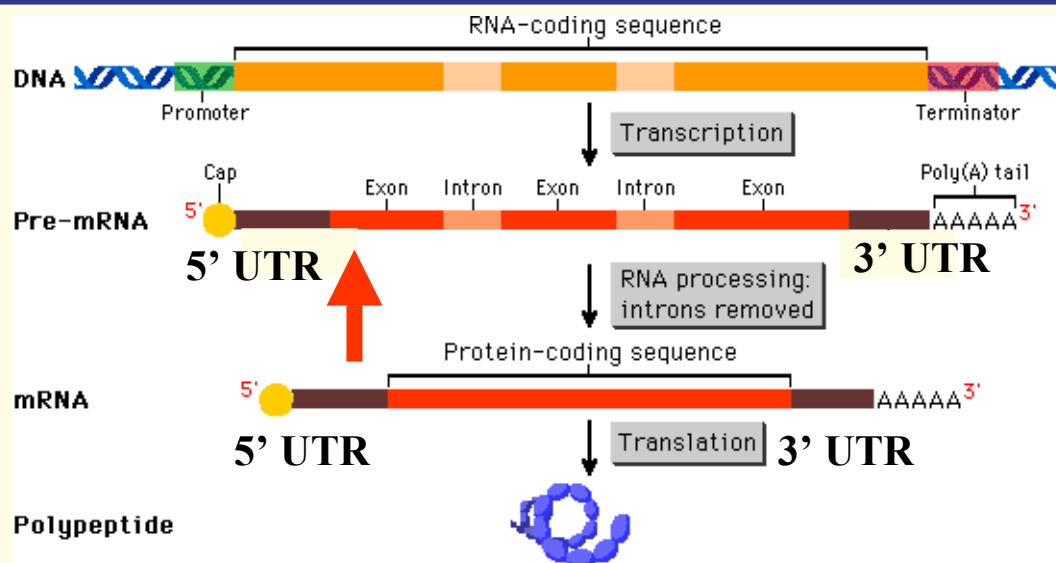 RNA-coding sequence
DNA
Promoter
Terminator
Transcription
Cap
Exon
Intron
Exon
Intron
Exon
Poly(A) tail
Pre-mRNA
5'
AAAAA
3'
5’ UTR
3’ UTR
RNA processing:
introns removed
Protein-coding sequence
mRNA
5'
AAAAA
3'
5’ UTR
Translation
3’ UTR
Polypeptide